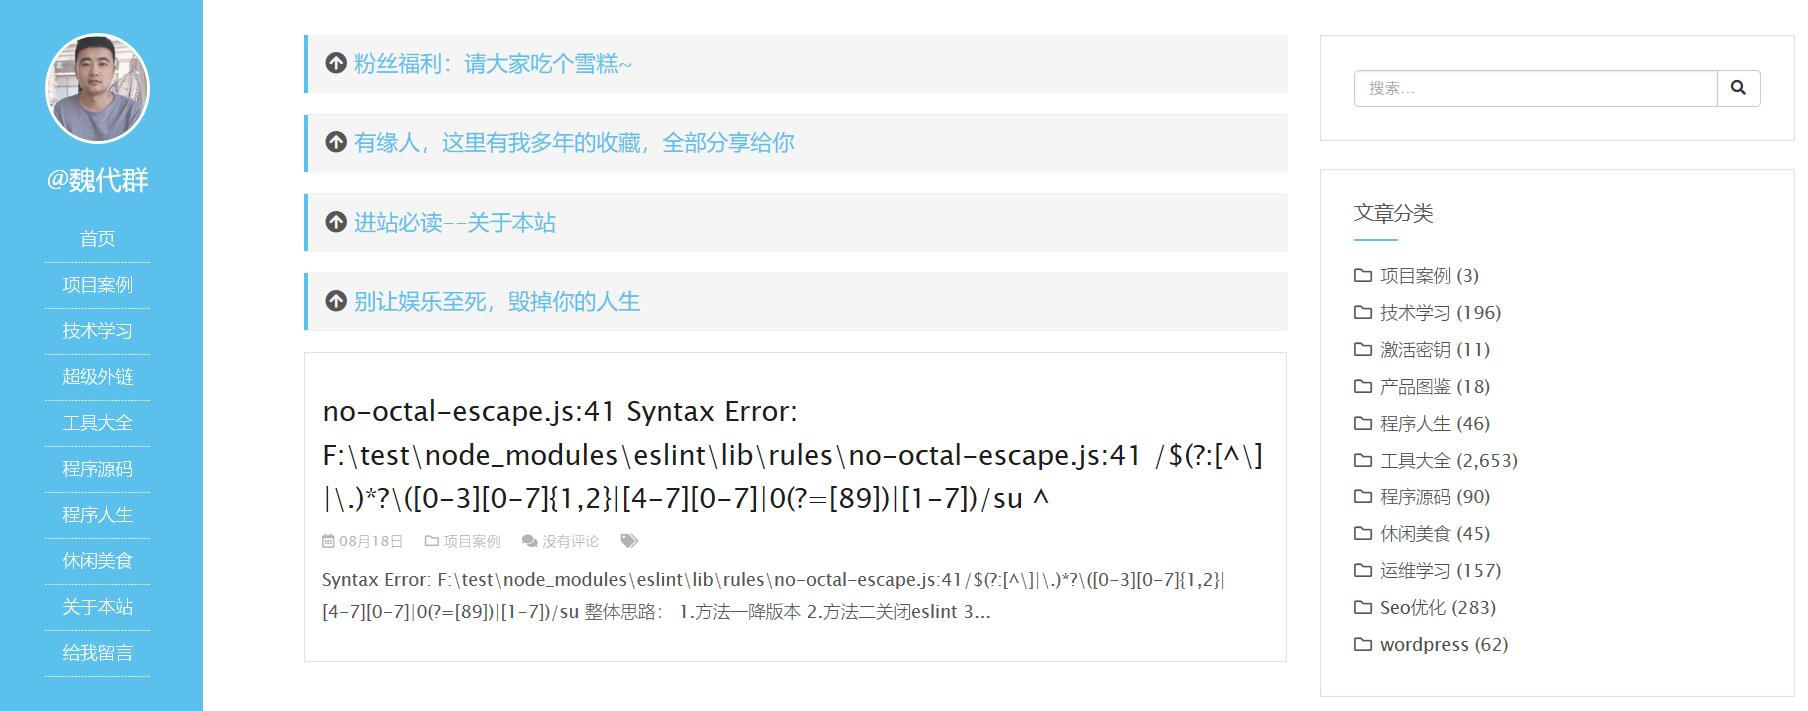 @魏代群
首页
项目案例
技术学习
超级外链
工具大全
程序源码
程序人生
休闲美食
关于本站
给我留言
粉丝福利：请大家吃个雪糕~
有缘人，这里有我多年的收藏，全部分享给你
进站必读--关于本站
别让娱乐至死，毁掉你的人生
no-octal-escape.js:41 Syntax Error:
F:\test\node_modules\eslint\lib\rules\no-octal-escape.js:41 /$(?:[^\]
|\.)*?\([0-3][0-7]{1,2}|[4-7][0-7]|0(?=[89])|[1-7])/su ^
08月18日 项目案例 没有评论
Syntax Error: F:\test\node_modules\eslint\lib\rules\no-octal-escape.js:41/$(?:[^\]|\.)*?\([0-3][0-7]{1,2}|
[4-7][0-7]|0(?=[89])|[1-7])/su 整体思路： 1.方法一降版本 2.方法二关闭eslint 3...
搜索...
文章分类
项目案例 (3)
技术学习 (196)
激活密钥 (11)
产品图鉴 (18)
程序人生 (46)
工具大全 (2,653)
程序源码 (90)
休闲美食 (45)
运维学习 (157)
Seo优化 (283)
wordpress (62)